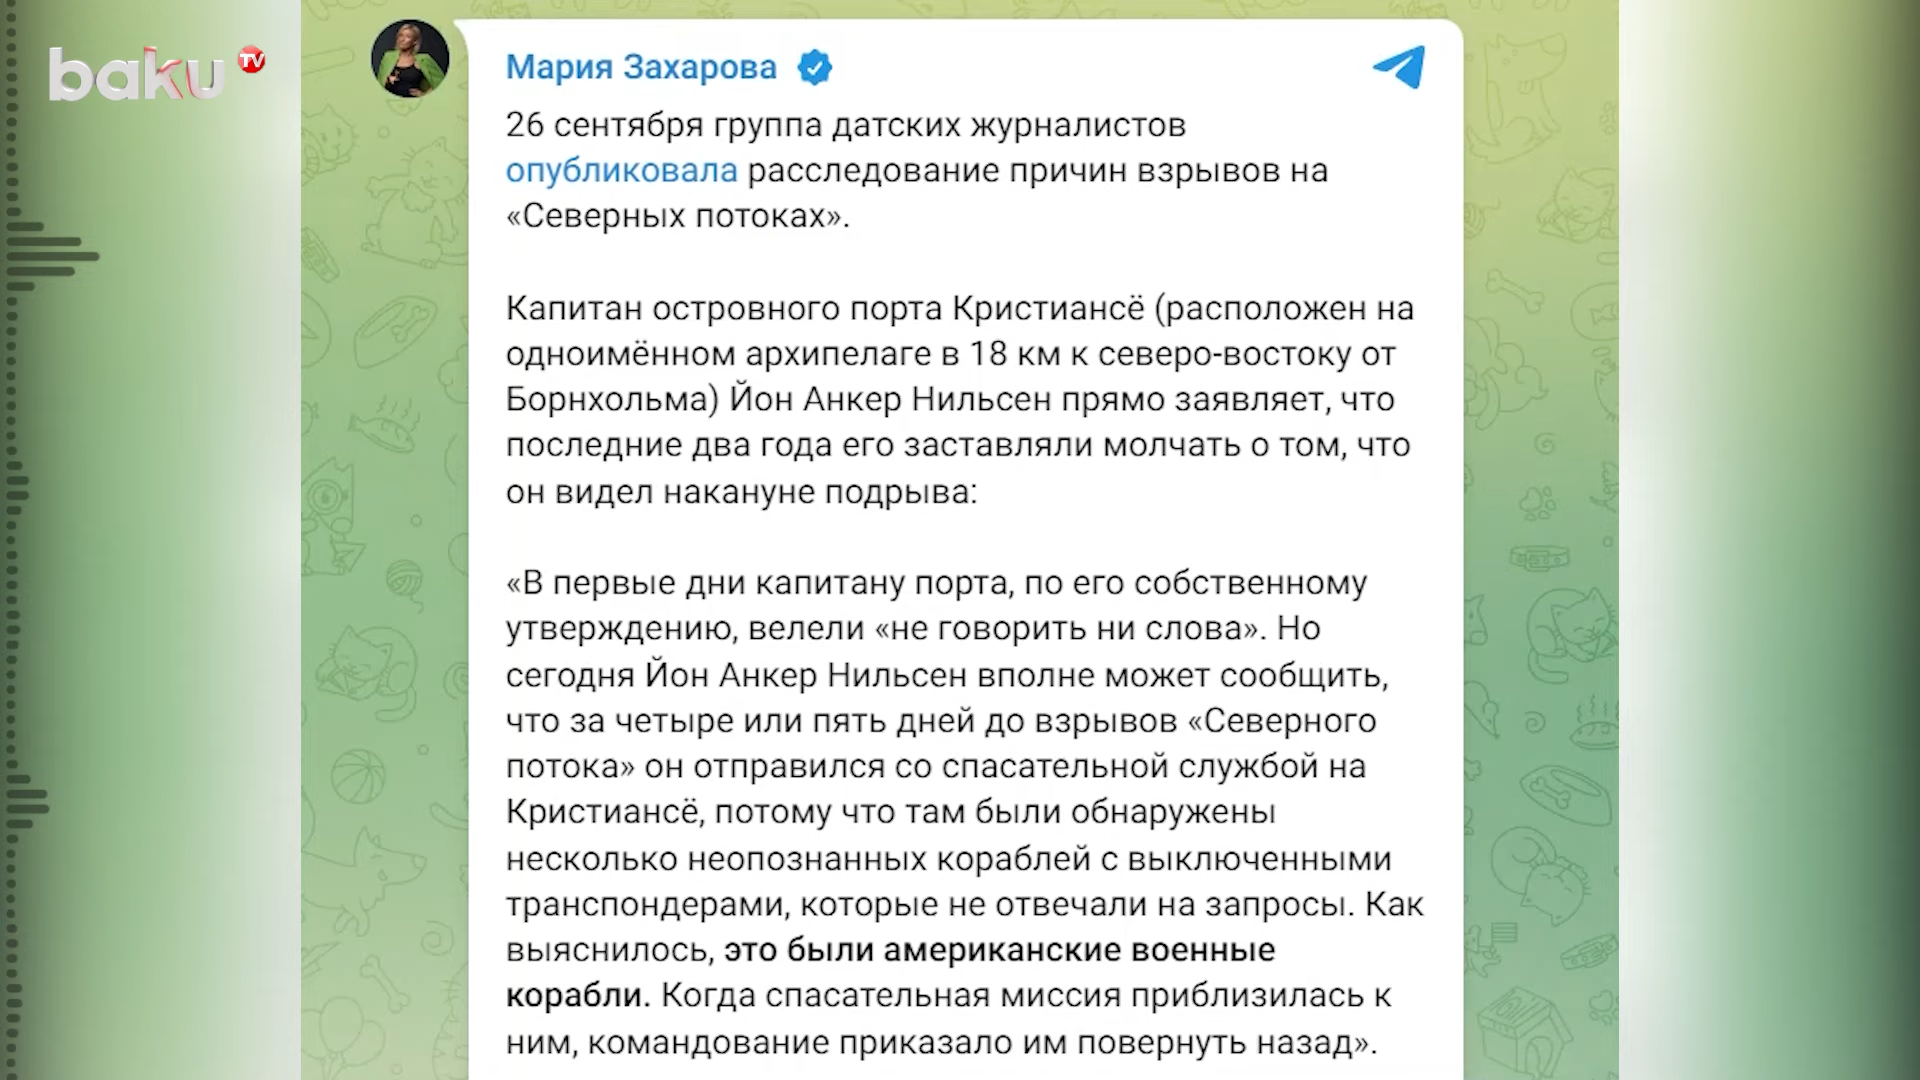 baku TV
Мария Захарова
26 сентября группа датских журналистов
опубликовала расследование причин взрывов на
«Северных потоках».
Капитан островного порта Кристиансё (расположен на
одноимённом архипелаге в 18 км к северо-востоку от
Борнхольма) Йон Анкер Нильсен прямо заявляет, что
последние два года его заставляли молчать о том, что
он видел накануне подрыва:
«В первые дни капитану порта, по его собственному
утверждению, велели «не говорить ни слова». Но
сегодня Йон Анкер Нильсен вполне может сообщить,
что за четыре или пять дней до взрывов «Северного
потока» он отправился со спасательной службой на
Кристиансё, потому что там были обнаружены
несколько неопознанных кораблей с выключенными
транспондерами, которые не отвечали на запросы. Как
выяснилось, это были американские военные
корабли. Когда спасательная миссия приблизилась к
ним, командование приказало им повернуть назад».